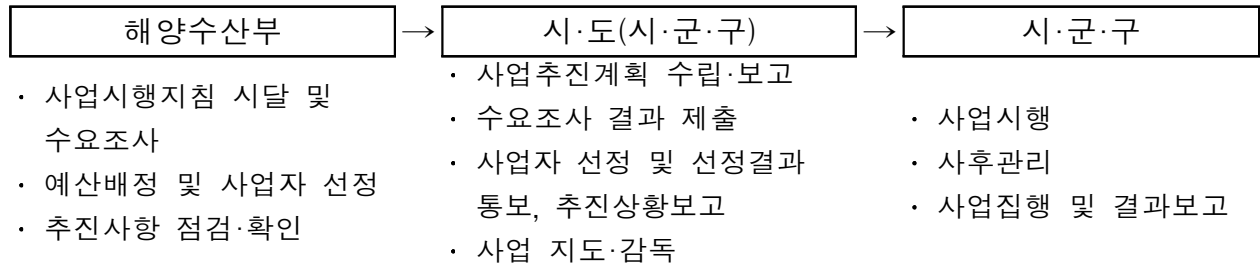 해양수산부 → 시·도(시·군·구) → 시·군·구
· 사업시행지침 시달 및
수요조사
· 예산배정 및 사업자 선정
· 추진사항 점검·확인
· 사업추진계획 수립·보고
· 수요조사 결과 제출
· 사업자 선정 및 선정결과
통보, 추진상황보고
· 사업 지도·감독
· 사업시행
· 사후관리
· 사업집행 및 결과보고